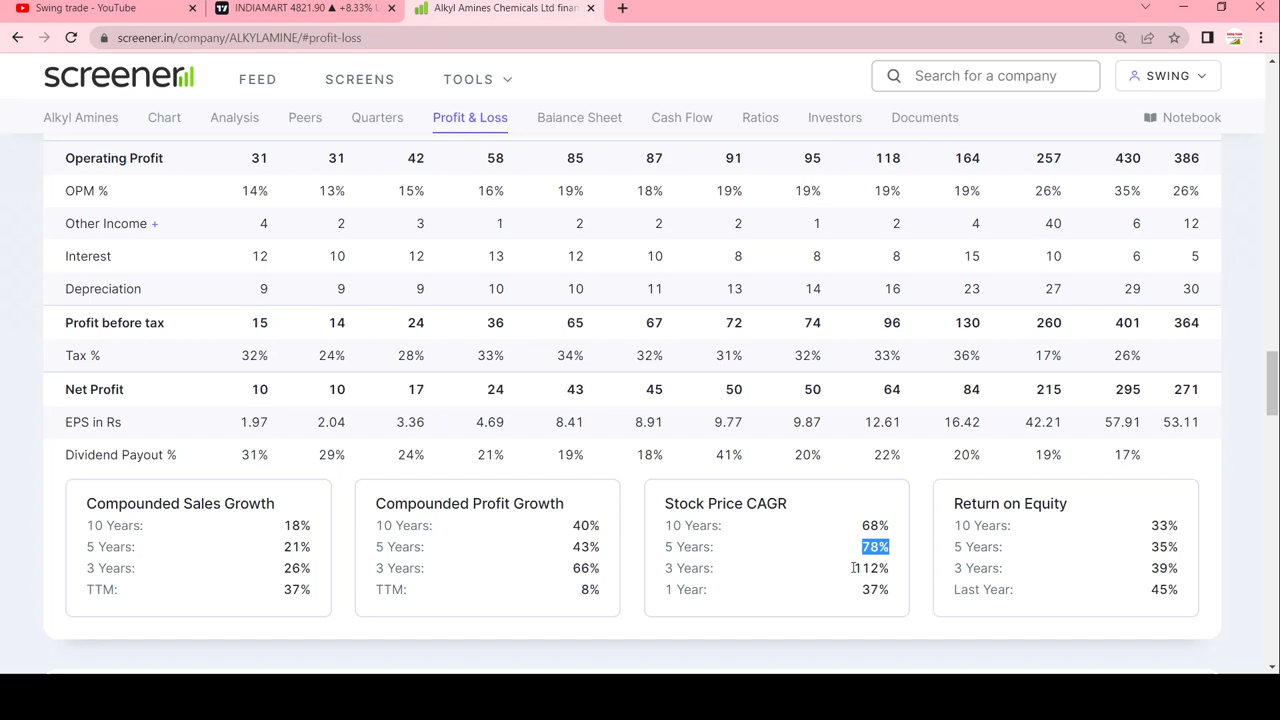 Swing trade - YouTube
INDIAMART 4821.90 ▲ +8.33%
Alkyl Amines Chemicals Ltd finan
screener.in/company/ALKYLAMINE/#profit-loss
screener FEED SCREENS TOOLS Search for a company SWING
Alkyl Amines Chart Analysis Peers Quarters Profit & Loss Balance Sheet Cash Flow Ratios Investors Documents Notebook
Operating Profit 31 31 42 58 85 87 91 95 118 164 257 430 386
OPM % 14% 13% 15% 16% 19% 18% 19% 19% 19% 19% 26% 35% 26%
Other Income + 4 2 3 1 2 2 2 1 2 4 40 6 12
Interest 12 10 12 13 12 10 8 8 8 15 10 6 5
Depreciation 9 9 9 10 10 11 13 14 16 23 27 29 30
Profit before tax 15 14 24 36 65 67 72 74 96 130 260 401 364
Tax % 32% 24% 28% 33% 34% 32% 31% 32% 33% 36% 17% 26%
Net Profit 10 10 17 24 43 45 50 50 64 84 215 295 271
EPS in Rs 1.97 2.04 3.36 4.69 8.41 8.91 9.77 9.87 12.61 16.42 42.21 57.91 53.11
Dividend Payout % 31% 29% 24% 21% 19% 18% 41% 20% 22% 20% 19% 17%
Compounded Sales Growth
10 Years: 18%
5 Years: 21%
3 Years: 26%
TTM: 37%
Compounded Profit Growth
10 Years: 40%
5 Years: 43%
3 Years: 66%
TTM: 8%
Stock Price CAGR
10 Years: 68%
5 Years: 78%
3 Years: 112%
1 Year: 37%
Return on Equity
10 Years: 33%
5 Years: 35%
3 Years: 39%
Last Year: 45%